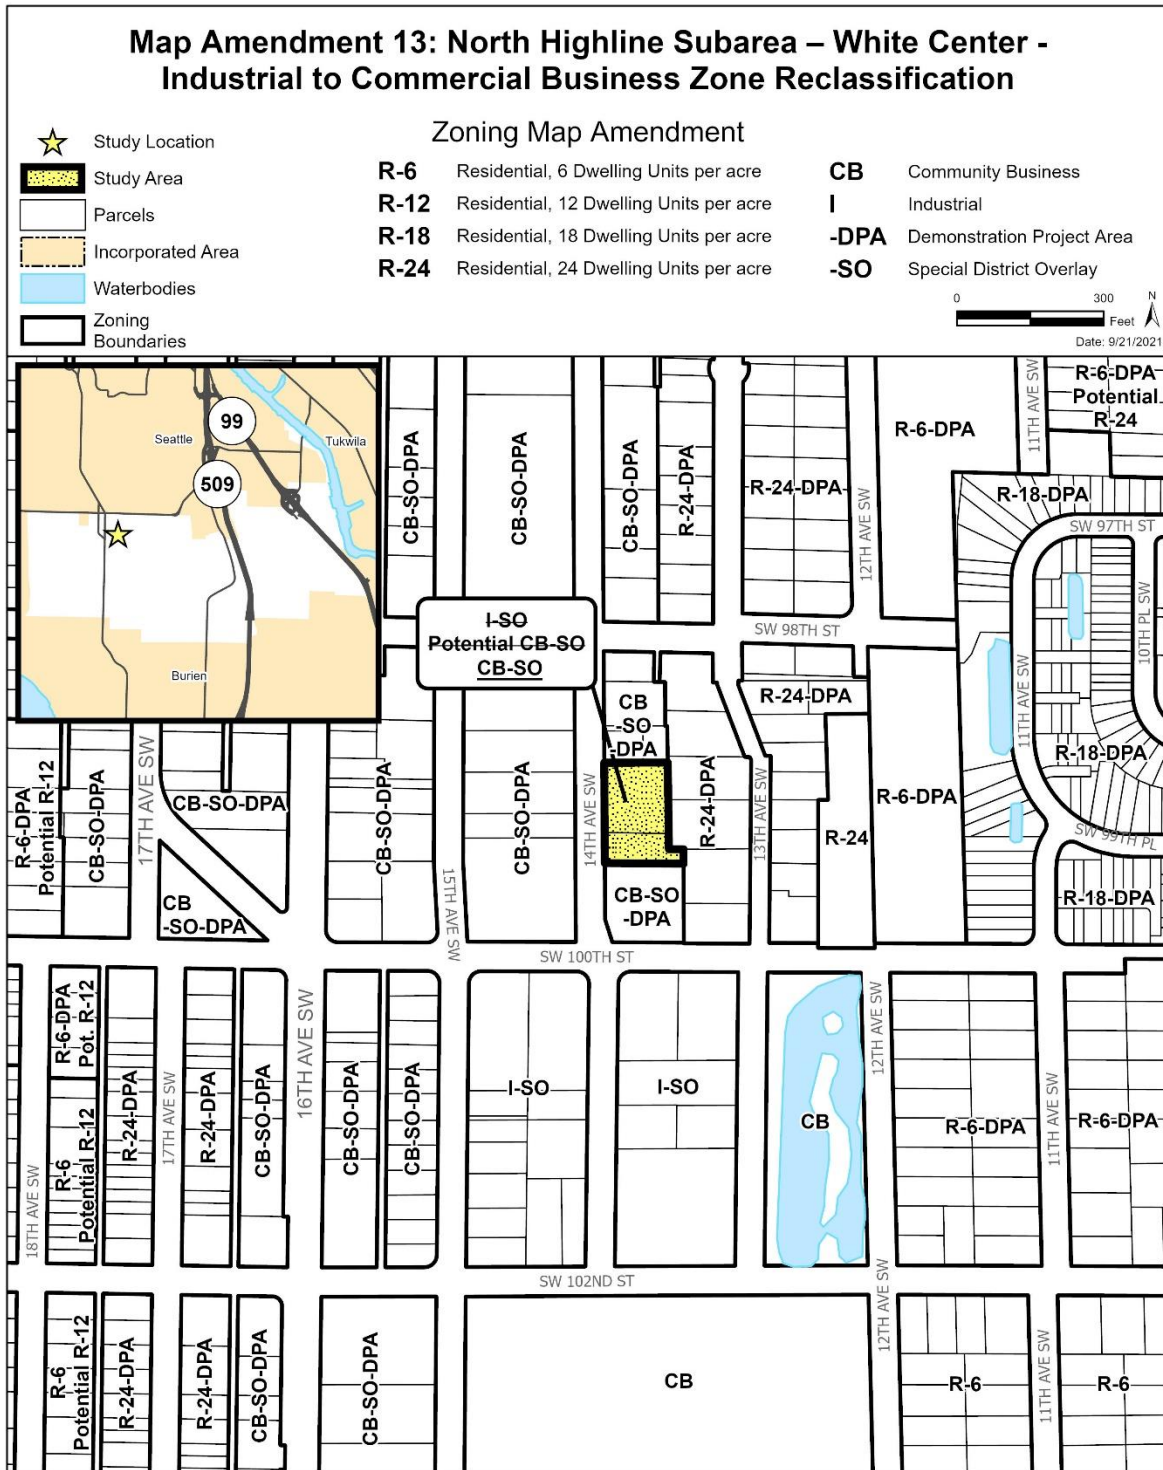 Map Amendment 13: North Highline Subarea – White Center -
Industrial to Commercial Business Zone Reclassification
Study Location
Study Area
Parcels
Incorporated Area
Waterbodies
Zoning
Boundaries
Zoning Map Amendment
R-6 Residential, 6 Dwelling Units per acre
R-12 Residential, 12 Dwelling Units per acre
R-18 Residential, 18 Dwelling Units per acre
R-24 Residential, 24 Dwelling Units per acre
CB Community Business
I Industrial
-DPA Demonstration Project Area
-SO Special District Overlay
0 300
Feet
N
Date: 9/21/2021
99
Seattle
Tukwila
509
Burien
CB-SO-DPA
CB-SO-DPA
CB-SO-DPA
R-24-DPA
R-24-DPA
12TH AVE SW
R-6-DPA
11TH AVE SW
R-6-DPA
Potential
R-24
R-18-DPA
SW 97TH ST
10TH PL SW
11TH AVE SW
R-18-DPA
SW 99TH PL
R-18-DPA
SW 98TH ST
I-SO
Potential CB-SO
CB-SO
CB
-SO
-DPA
R-24-DPA
R-24-DPA
R-6-DPA
R-24
13TH AVE SW
14TH AVE SW
CB-SO
-DPA
R-6-DPA
Potential R-12
CB-SO-DPA
17TH AVE SW
CB-SO-DPA
CB
-SO-DPA
CB-SO-DPA
15TH AVE SW
CB-SO-DPA
SW 100TH ST
R-6-DPA
Pot. R-12
R-6
Potential R-12
18TH AVE SW
R-24-DPA
17TH AVE SW
R-24-DPA
CB-SO-DPA
16TH AVE SW
CB-SO-DPA
CB-SO-DPA
I-SO
I-SO
CB
12TH AVE SW
R-6-DPA
11TH AVE SW
R-6-DPA
SW 102ND ST
R-6
Potential R-12
R-24-DPA
R-24-DPA
CB-SO-DPA
CB-SO-DPA
CB
12TH AVE SW
R-6
11TH AVE SW
R-6